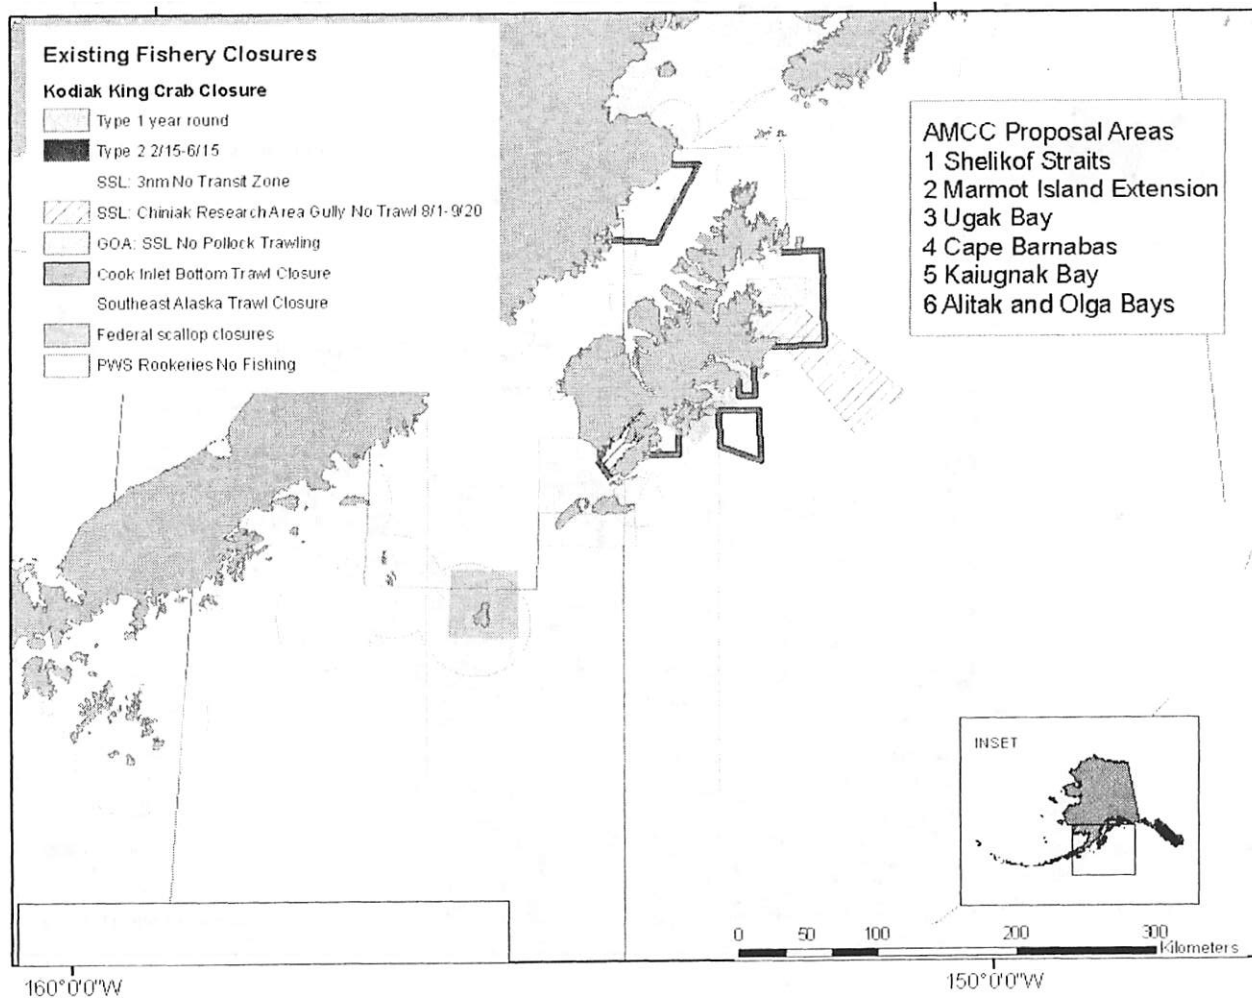 Existing Fishery Closures
Kodiak King Crab Closure
Type 1 year round
Type 2 2/15-6/15
SSL: 3nm No Transit Zone
SSL: Chiniak Research Area Gully No Trawl 8/1-9/20
GOA: SSL No Pollock Trawling
Cook Inlet Bottom Trawl Closure
Southeast Alaska Trawl Closure
Federal scallop closures
PWS Rookeries No Fishing
AMCC Proposal Areas
1 Shelikof Straits
2 Marmot Island Extension
3 Ugak Bay
4 Cape Barnabas
5 Kaiugnak Bay
6 Alitak and Olga Bays
INSET
0 50 100 200 300
Kilometers
160°0'0"W
150°0'0"W